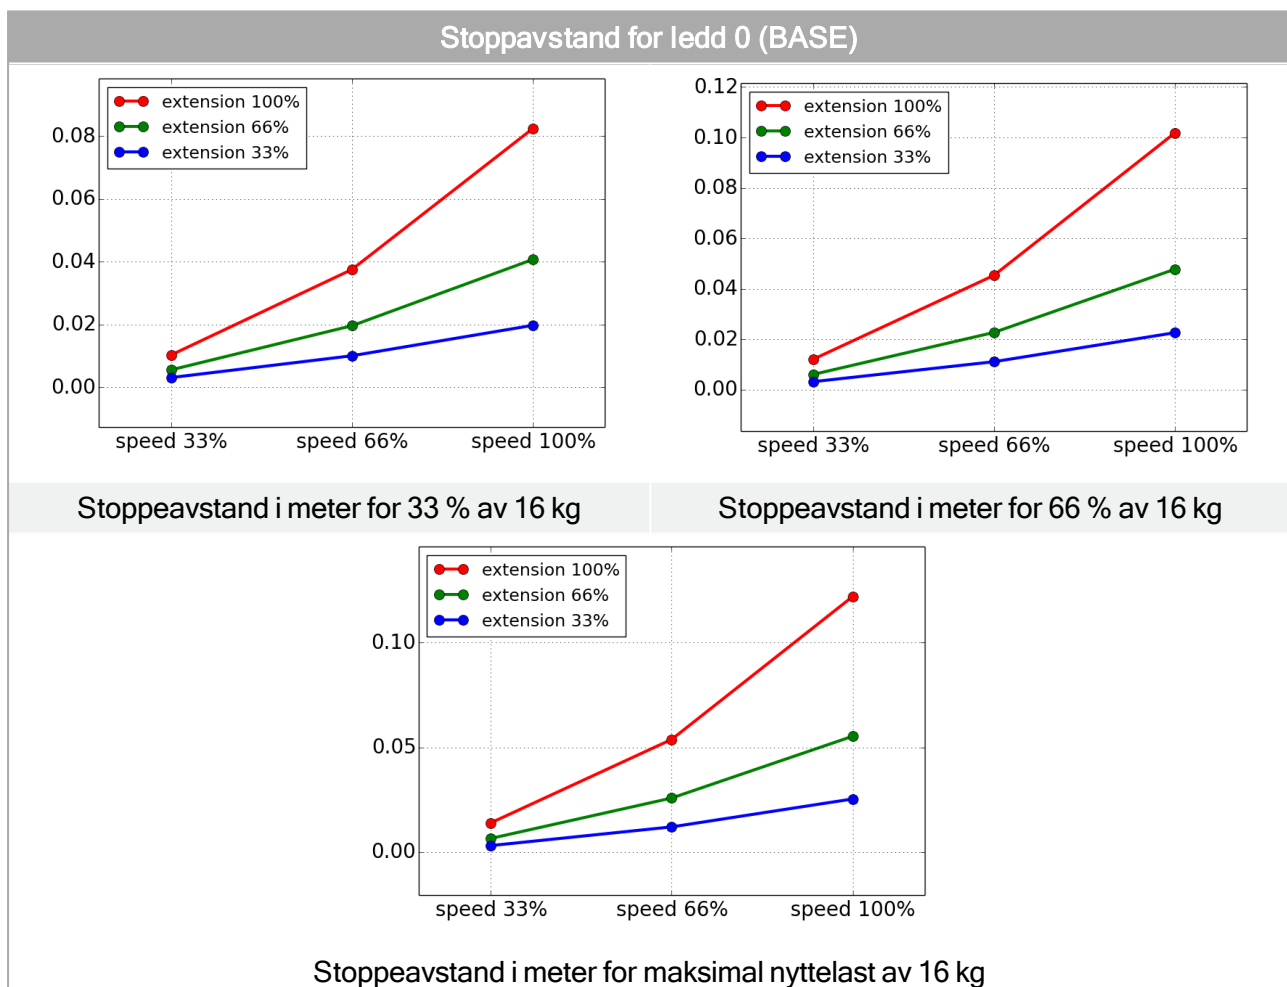 Stoppavstand for ledd 0 (BASE)
extension 100%
extension 66%
extension 33%
0.08
0.06
0.04
0.02
0.00
speed 33% speed 66% speed 100%
extension 100%
extension 66%
extension 33%
0.12
0.10
0.08
0.06
0.04
0.02
0.00
speed 33% speed 66% speed 100%
Stoppeavstand i meter for 33 % av 16 kg
Stoppeavstand i meter for 66 % av 16 kg
extension 100%
extension 66%
extension 33%
0.10
0.05
0.00
speed 33% speed 66% speed 100%
Stoppeavstand i meter for maksimal nyttelast av 16 kg